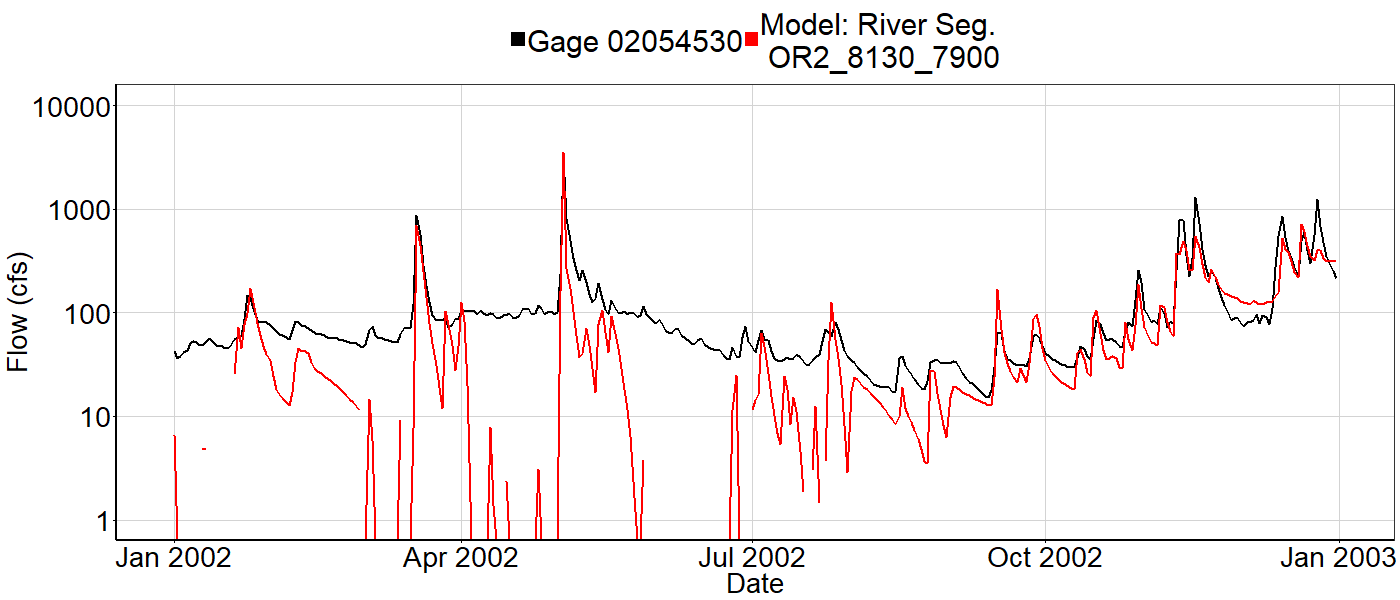 Gage 02054530 Model: River Seg.
OR2_8130_7900
10000
1000
100
10
1
Flow (cfs)
Jan 2002 Apr 2002 Jul 2002 Oct 2002 Jan 2003
Date